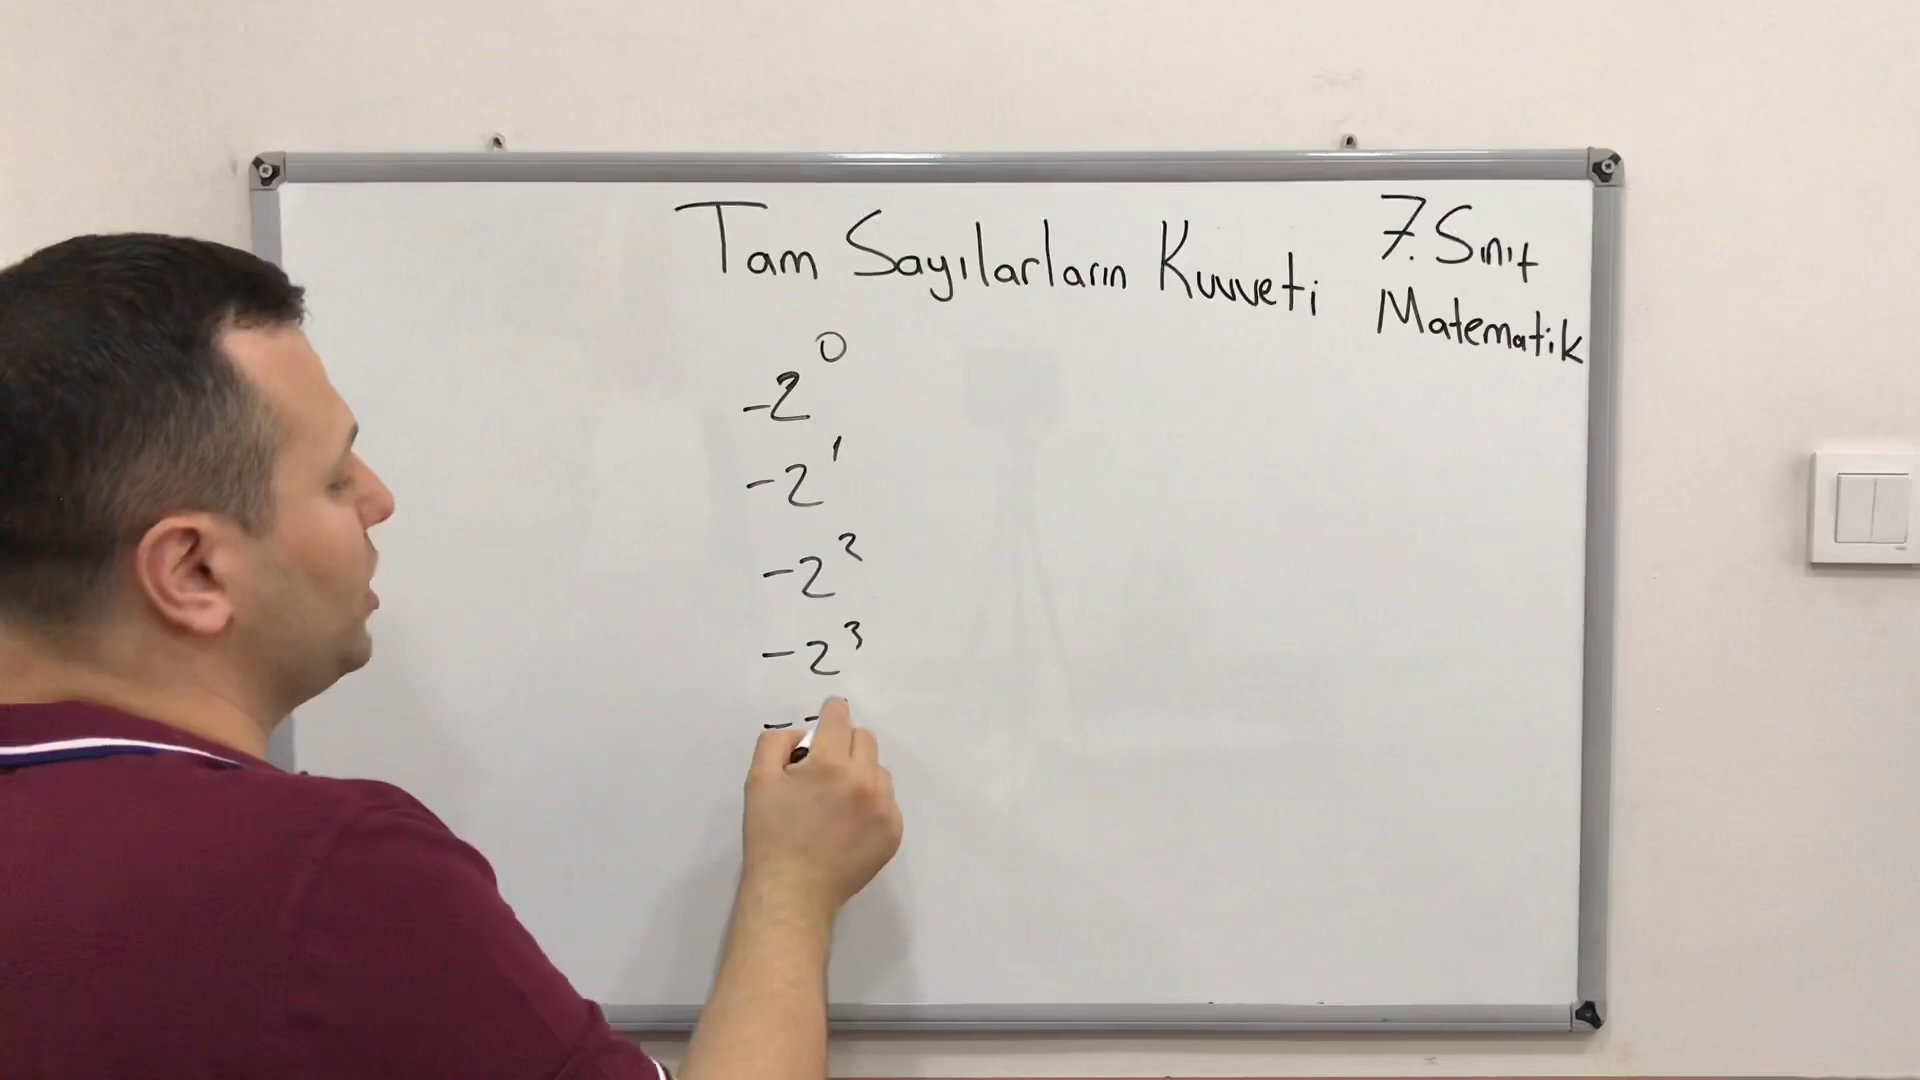 Tam Sayılarların Kuvveti
7. Sınıf
Matematik
-2⁰
-2¹
-2²
-2³
-